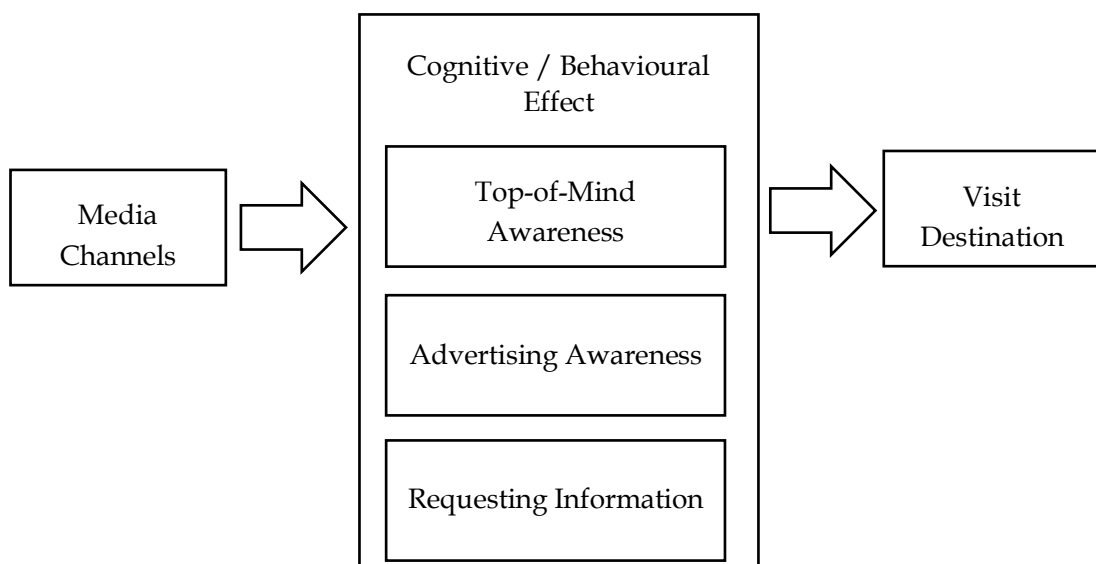 Cognitive / Behavioural
Effect
Media
Channels
Top-of-Mind
Awareness
Advertising Awareness
Requesting Information
Visit
Destination